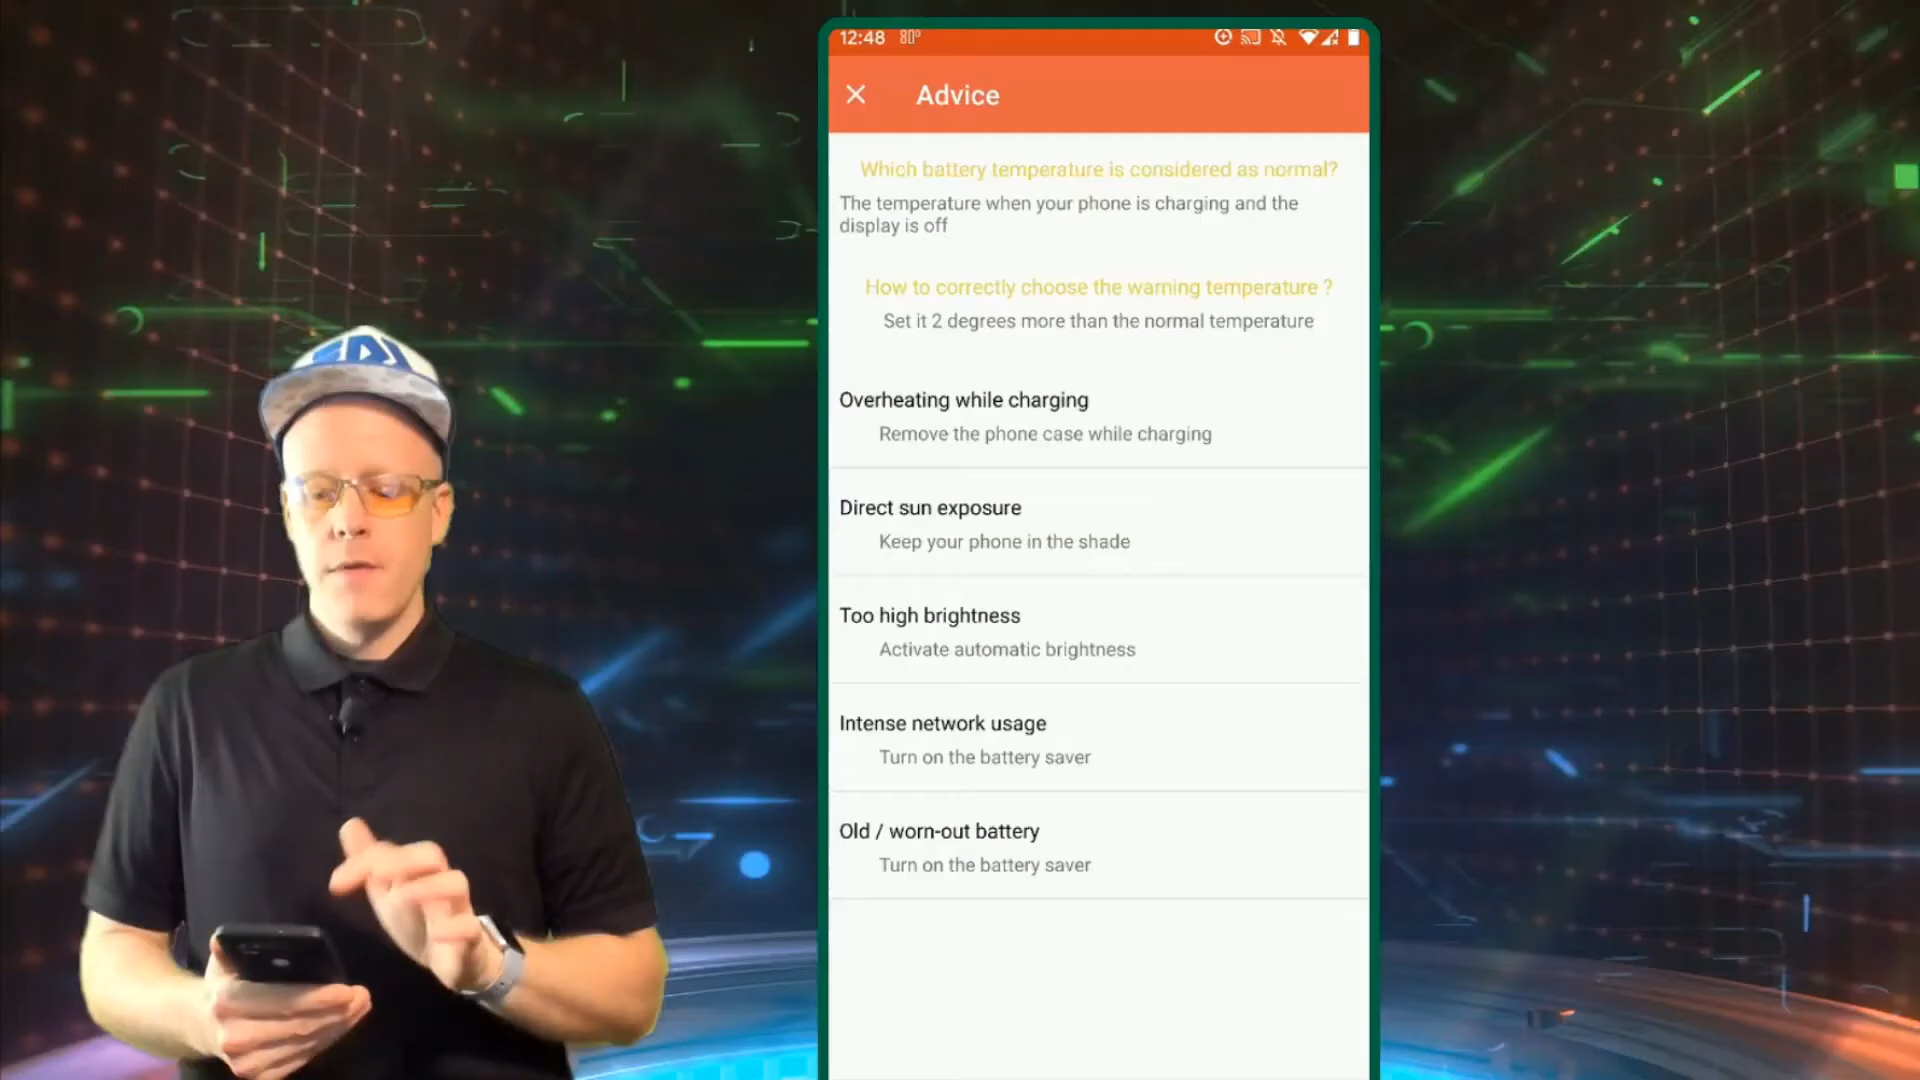 12:48 80°
Advice
Which battery temperature is considered as normal?
The temperature when your phone is charging and the
display is off
How to correctly choose the warning temperature ?
Set it 2 degrees more than the normal temperature
Overheating while charging
Remove the phone case while charging
Direct sun exposure
Keep your phone in the shade
Too high brightness
Activate automatic brightness
Intense network usage
Turn on the battery saver
Old / worn-out battery
Turn on the battery saver